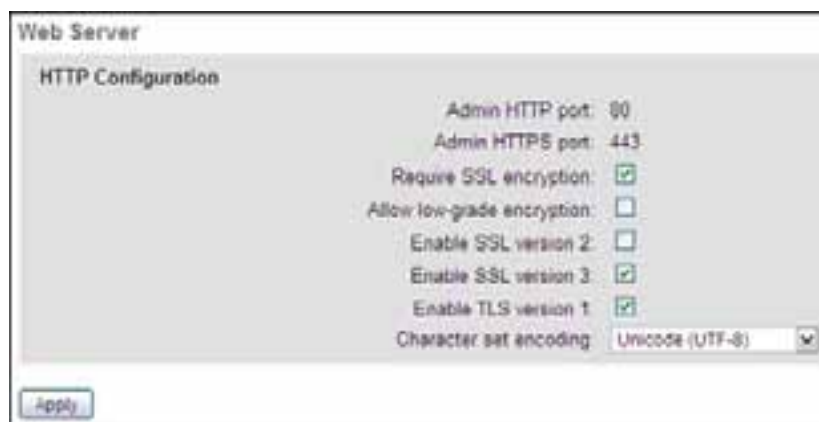 Web Server
HTTP Configuration
Admin HTTP port: 80
Admin HTTPS port: 443
Require SSL encryption:
Allow low-grade encryption:
Enable SSL version 2:
Enable SSL version 3:
Enable TLS version 1:
Character set encoding: Unicode (UTF-8)
Apply